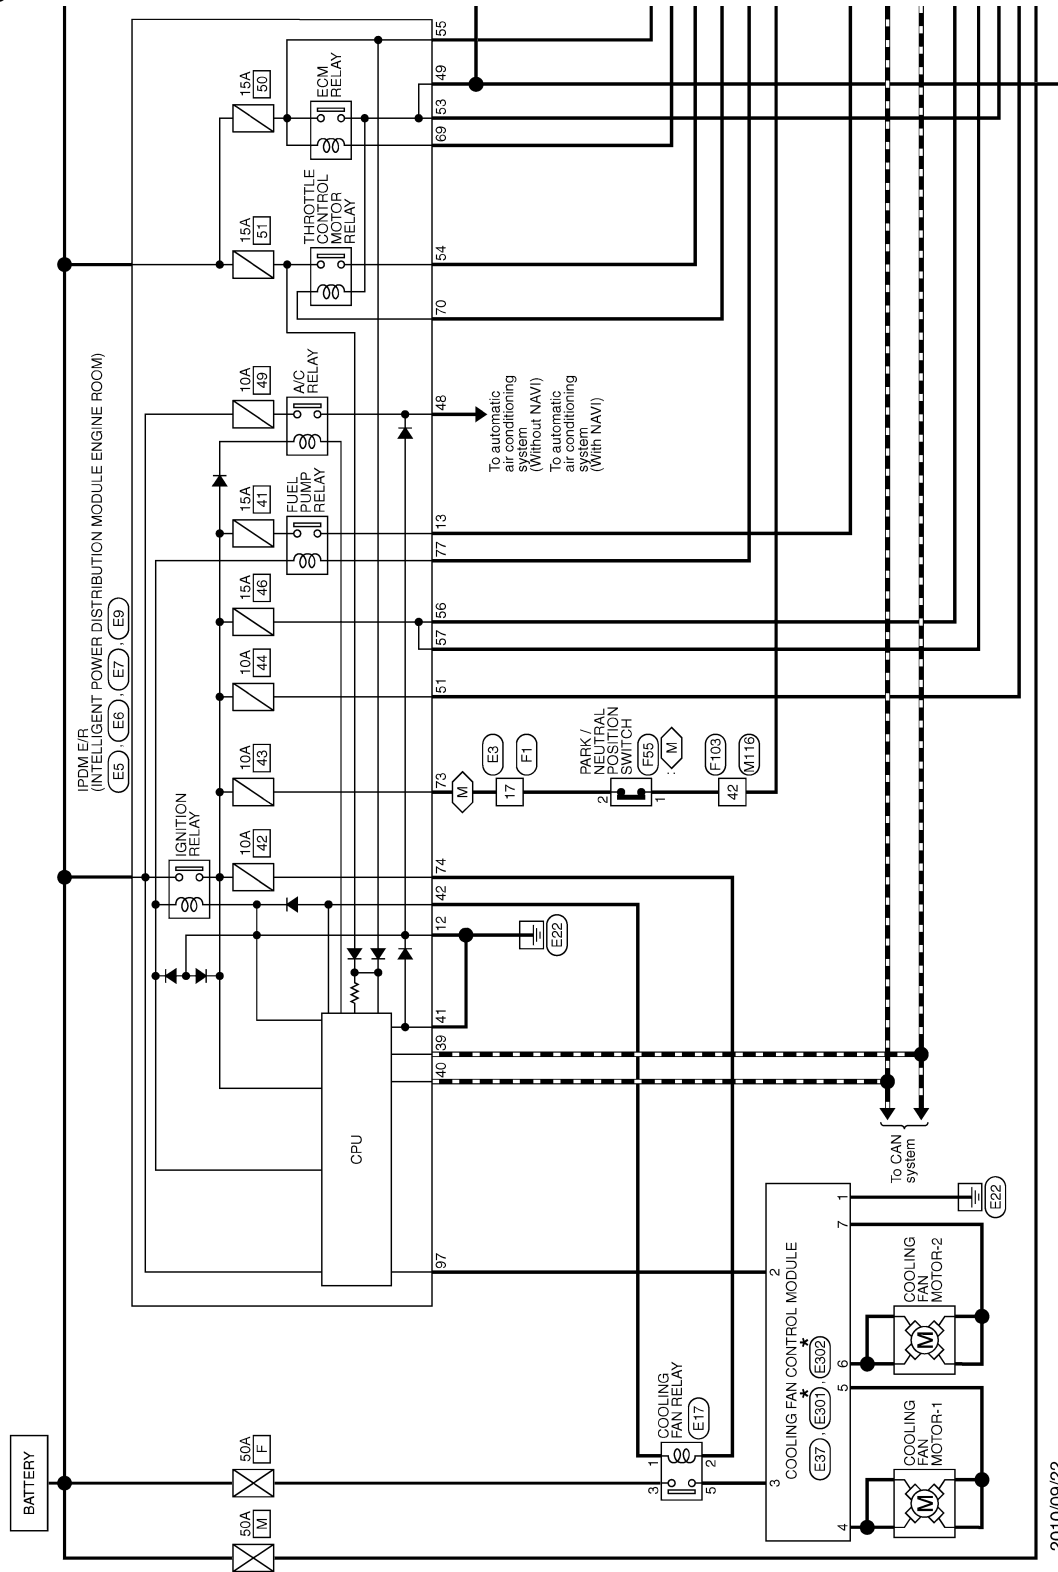 BATTERY
50A
F
50A
M
IPDM E/R
(INTELLIGENT POWER DISTRIBUTION MODULE ENGINE ROOM)
E5 , E6 , E7 , E9
IGNITION
RELAY
10A
42
10A
43
10A
44
15A
46
15A
41
FUEL
PUMP
RELAY
10A
49
A/C
RELAY
15A
51
THROTTLE
CONTROL
MOTOR
RELAY
15A
50
ECM
RELAY
CPU
97
40
39
41
12
42
74
73
51
57
56
77
13
48
70
54
69
53
49
55
To automatic
air conditioning
system
(Without NAVI)
To automatic
air conditioning
system
(With NAVI)
M
17
E3
F1
PARK /
NEUTRAL
POSITION
SWITCH
F55
: M
2
1
42
F103
M116
E22
To CAN
system
COOLING
FAN RELAY
E17
1
2
3
5
COOLING FAN CONTROL MODULE
E37 , E301 * , E302 *
3
2
4
5
6
7
1
E22
COOLING
FAN
MOTOR-1
M
COOLING
FAN
MOTOR-2
M
2010/09/22